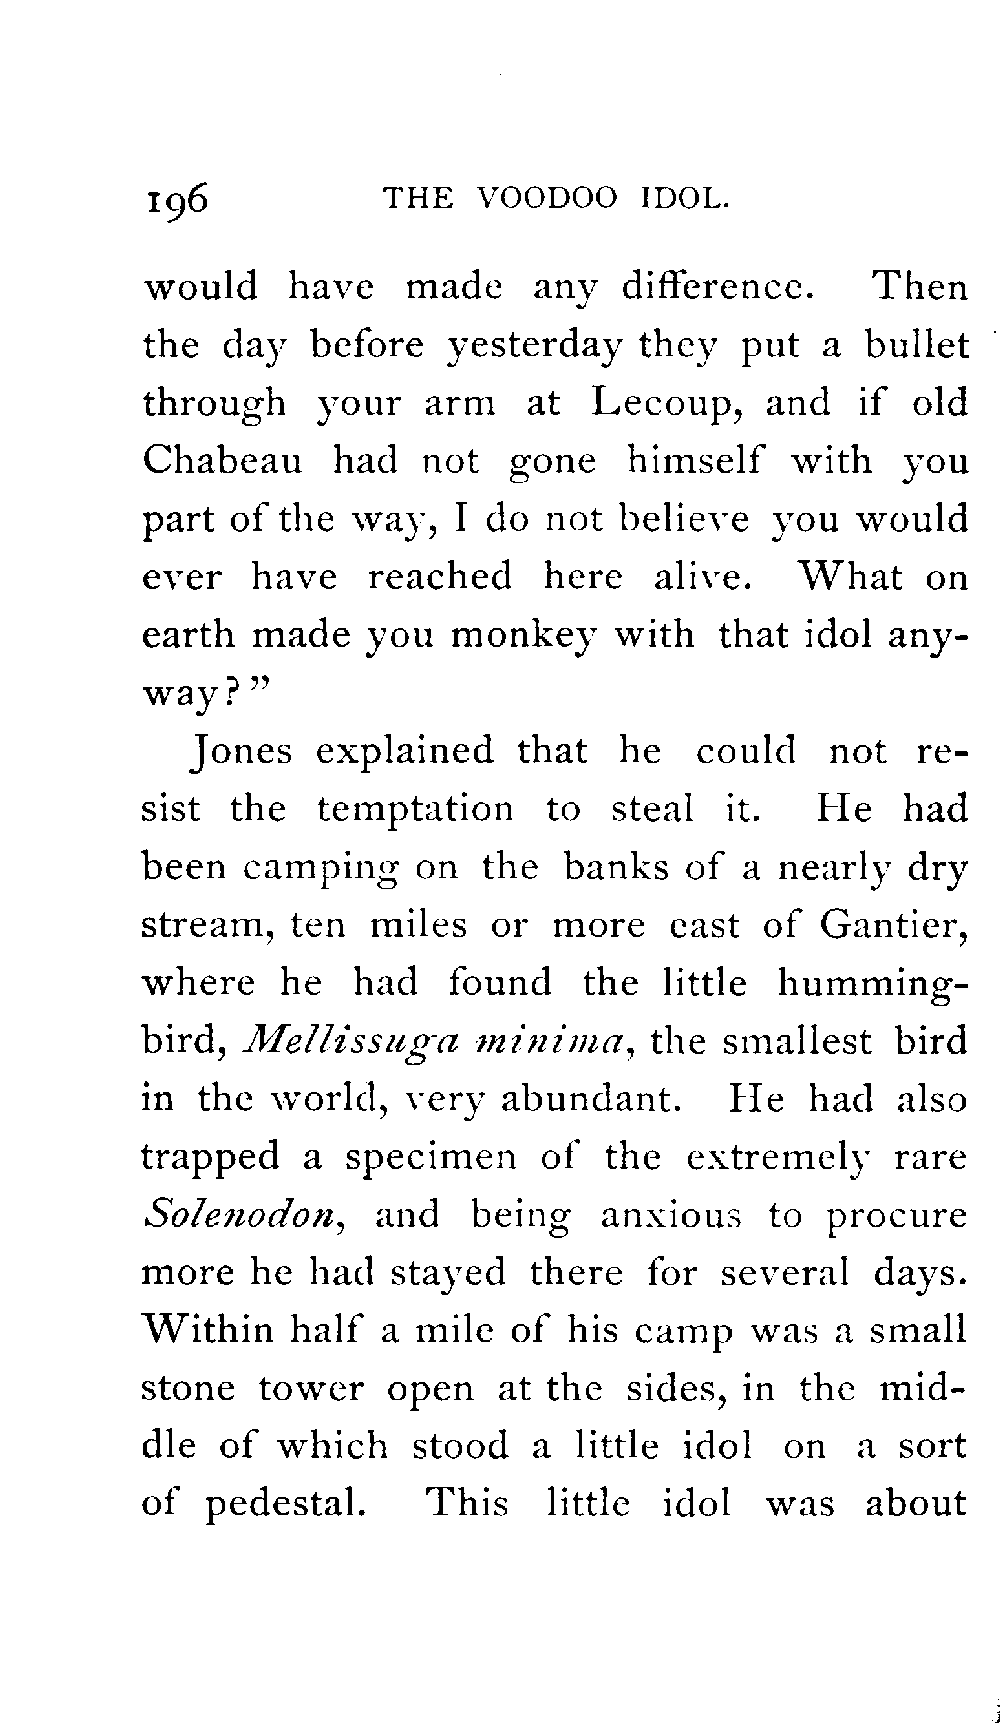 196 THE VOODOO IDOL.
would have made any difference. Then
the day before yesterday they put a bullet
through your arm at Lecoup, and if old
Chabeau had not gone himself with you
part of the way, I do not believe you would
ever have reached here alive. What on
earth made you monkey with that idol any-
way?”
Jones explained that he could not re-
sist the temptation to steal it. He had
been camping on the banks of a nearly dry
stream, ten miles or more east of Gantier,
where he had found the little humming-
bird, Mellissuga minima, the smallest bird
in the world, very abundant. He had also
trapped a specimen of the extremely rare
Solenodon, and being anxious to procure
more he had stayed there for several days.
Within half a mile of his camp was a small
stone tower open at the sides, in the mid-
dle of which stood a little idol on a sort
of pedestal. This little idol was about